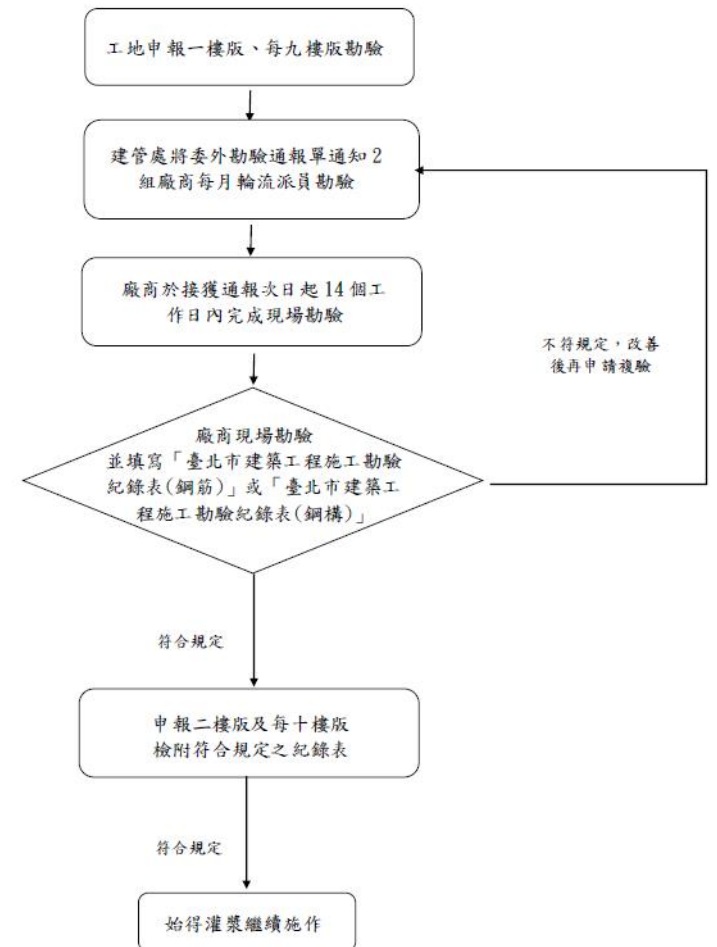 工地申報一樓版、每九樓版勘驗
建管處將委外勘驗通報單通知2
組廠商每月輪流派員勘驗
廠商於接獲通報次日起14個工
作日內完成現場勘驗
不符規定，改善
後再申請複驗
廠商現場勘驗
並填寫「臺北市建築工程施工勘驗
紀錄表(鋼筋)」或「臺北市建築工
程施工勘驗紀錄表(鋼構)」
符合規定
申報二樓版及每十樓版
檢附符合規定之紀錄表
符合規定
始得灌漿繼續施作